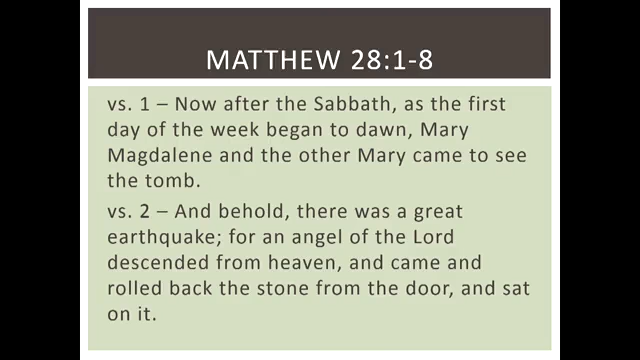 MATTHEW 28:1-8
vs. 1 – Now after the Sabbath, as the first
day of the week began to dawn, Mary
Magdalene and the other Mary came to see
the tomb.
vs. 2 – And behold, there was a great
earthquake; for an angel of the Lord
descended from heaven, and came and
rolled back the stone from the door, and sat
on it.